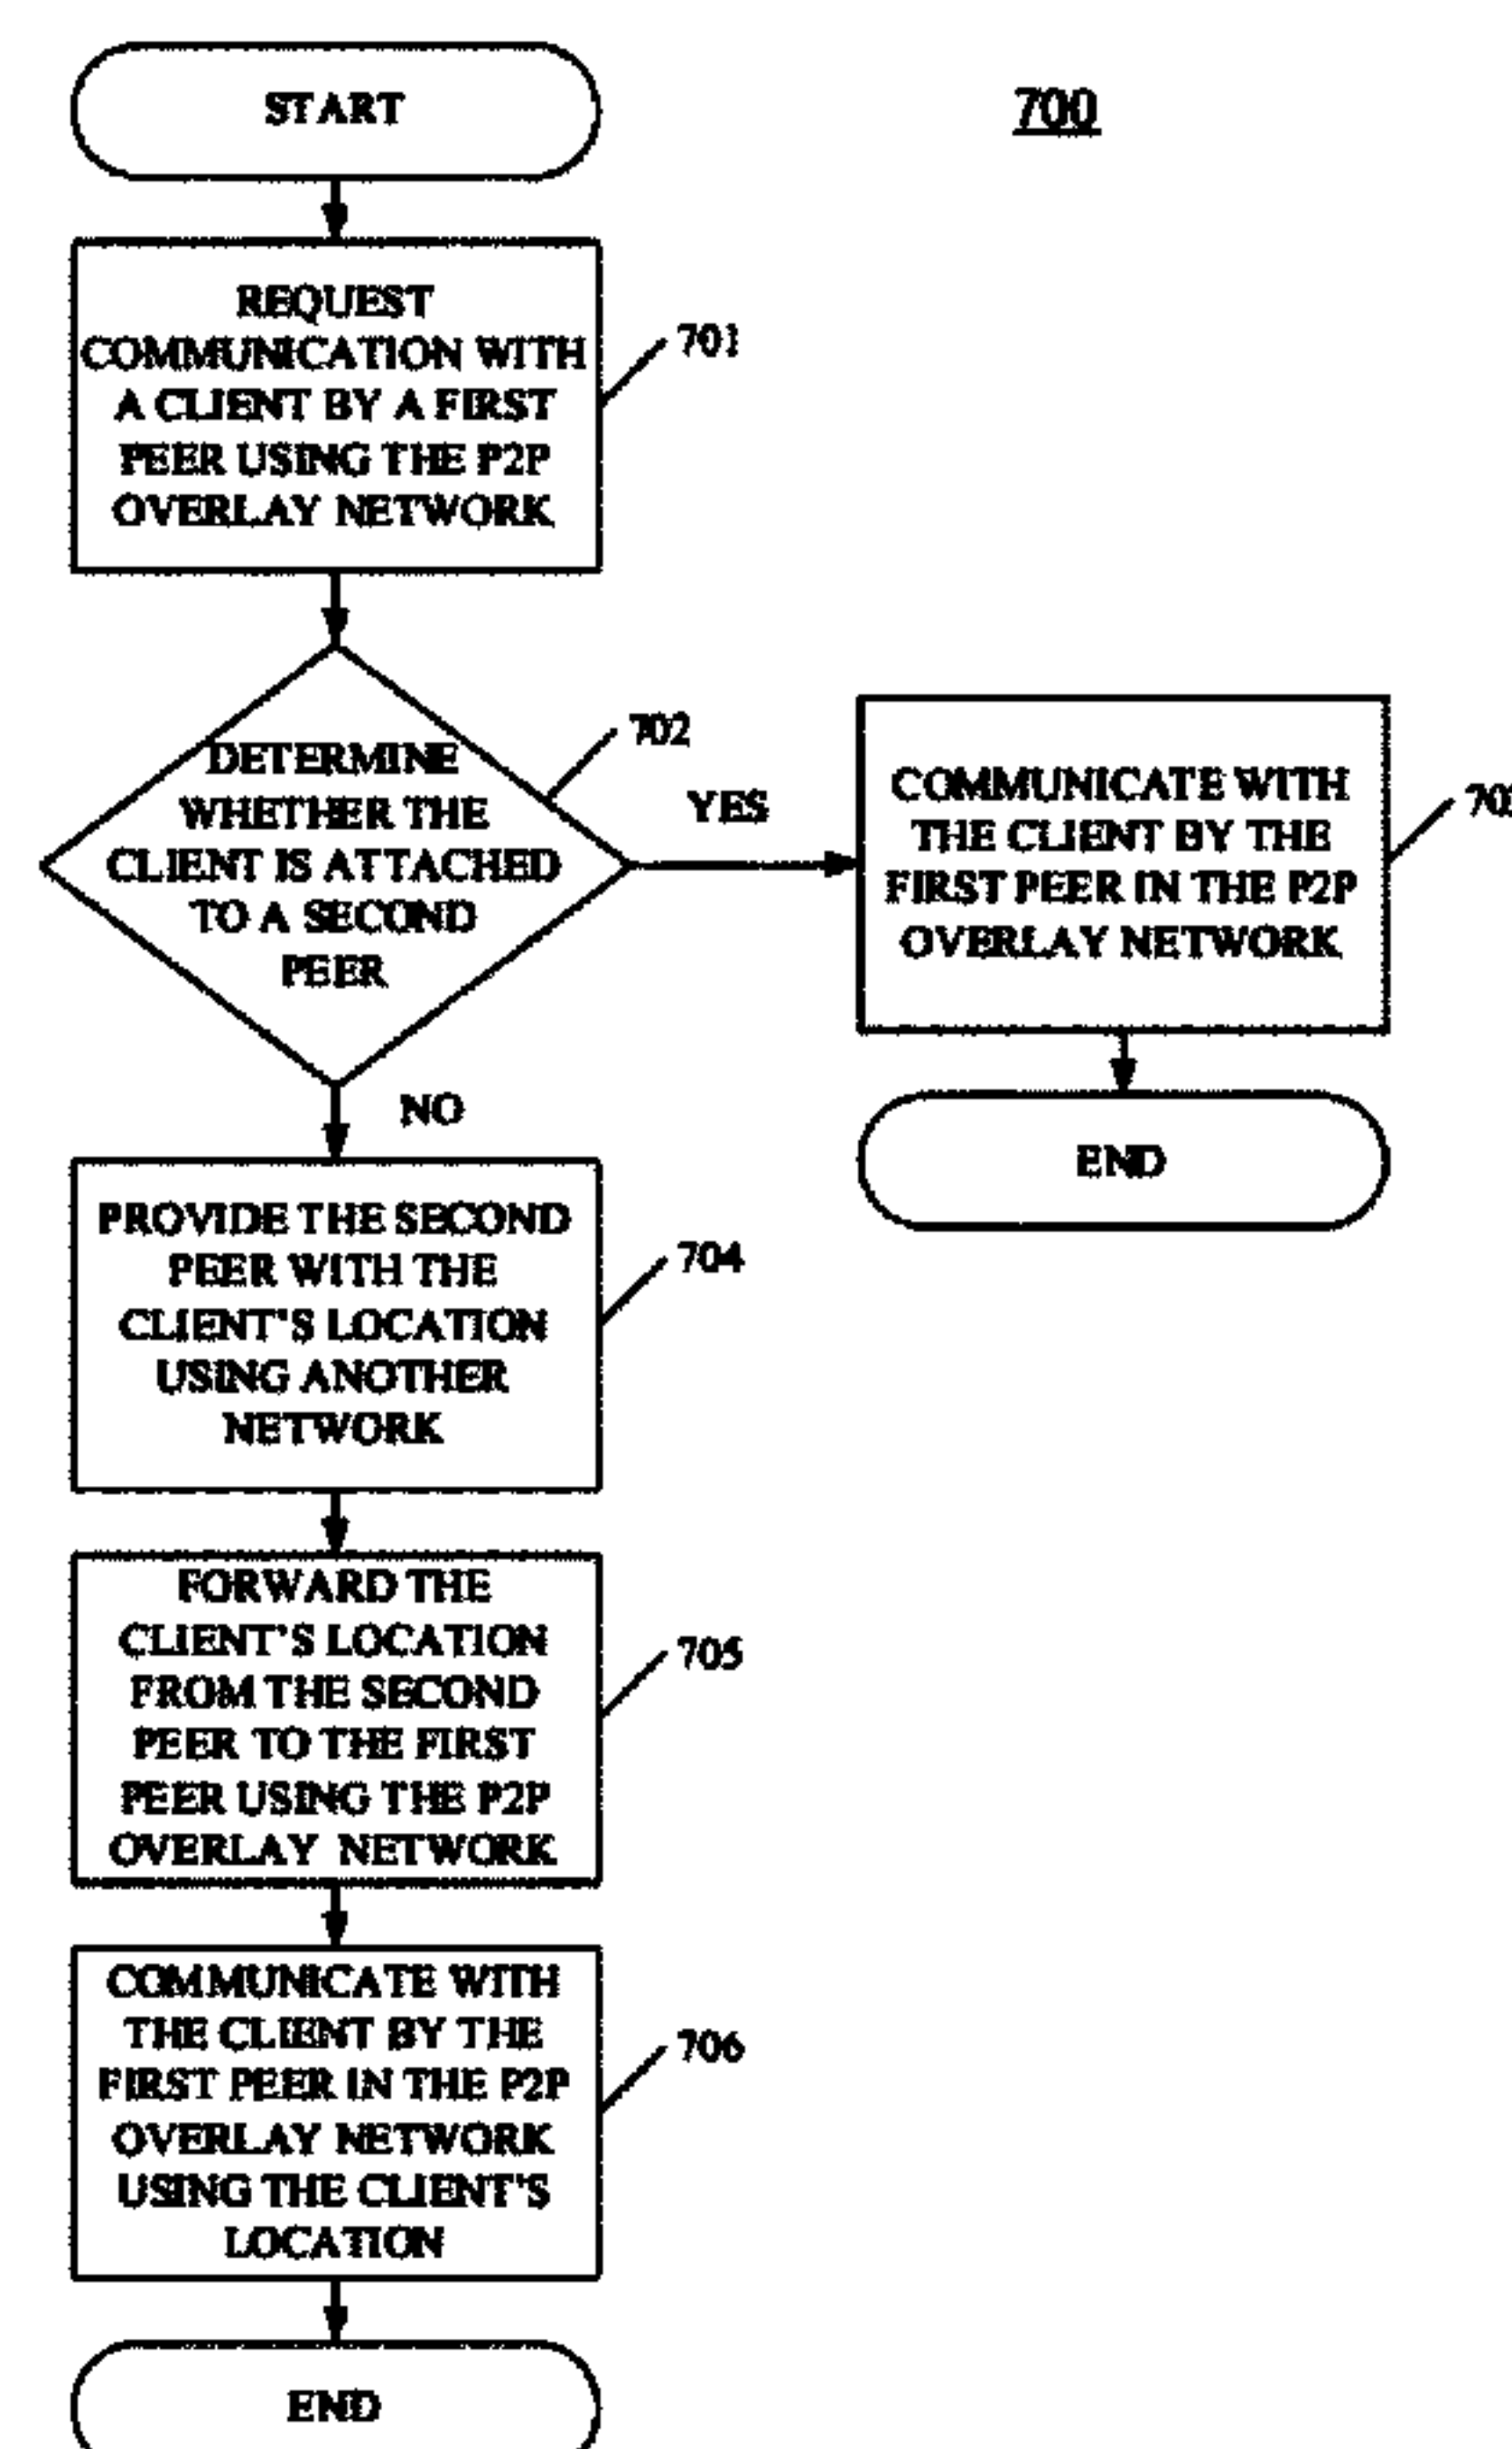 START
700
REQUEST
COMMUNICATION WITH
A CLIENT BY A FIRST
PEER USING THE P2P
OVERLAY NETWORK
701
DETERMINE
WHETHER THE
CLIENT IS ATTACHED
TO A SECOND
PEER
702
YES
COMMUNICATE WITH
THE CLIENT BY THE
FIRST PEER IN THE P2P
OVERLAY NETWORK
END
NO
PROVIDE THE SECOND
PEER WITH THE
CLIENT'S LOCATION
USING ANOTHER
NETWORK
704
FORWARD THE
CLIENT'S LOCATION
FROM THE SECOND
PEER TO THE FIRST
PEER USING THE P2P
OVERLAY NETWORK
705
COMMUNICATE WITH
THE CLIENT BY THE
FIRST PEER IN THE P2P
OVERLAY NETWORK
USING THE CLIENT'S
LOCATION
706
END